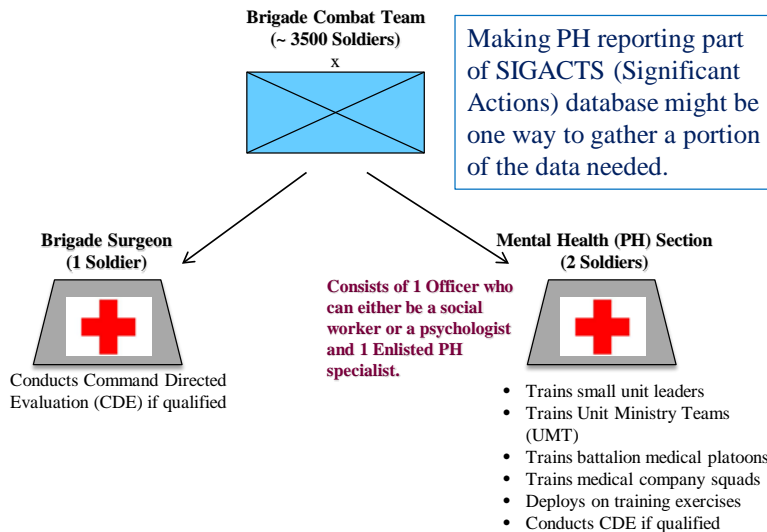 Brigade Combat Team
(~ 3500 Soldiers)
x
Making PH reporting part
of SIGACTS (Significant
Actions) database might be
one way to gather a portion
of the data needed.
Brigade Surgeon
(1 Soldier)
Conducts Command Directed
Evaluation (CDE) if qualified
Consists of 1 Officer who
can either be a social
worker or a psychologist
and 1 Enlisted PH
specialist.
Mental Health (PH) Section
(2 Soldiers)
• Trains small unit leaders
• Trains Unit Ministry Teams
(UMT)
• Trains battalion medical platoons
• Trains medical company squads
• Deploys on training exercises
• Conducts CDE if qualified